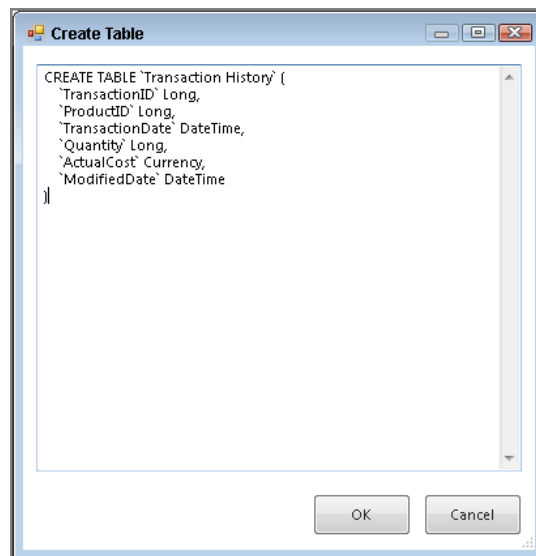 Create Table
CREATE TABLE `Transaction History` (
`TransactionID` Long,
`ProductID` Long,
`TransactionDate` DateTime,
`Quantity` Long,
`ActualCost` Currency,
`ModifiedDate` DateTime
)
OK
Cancel